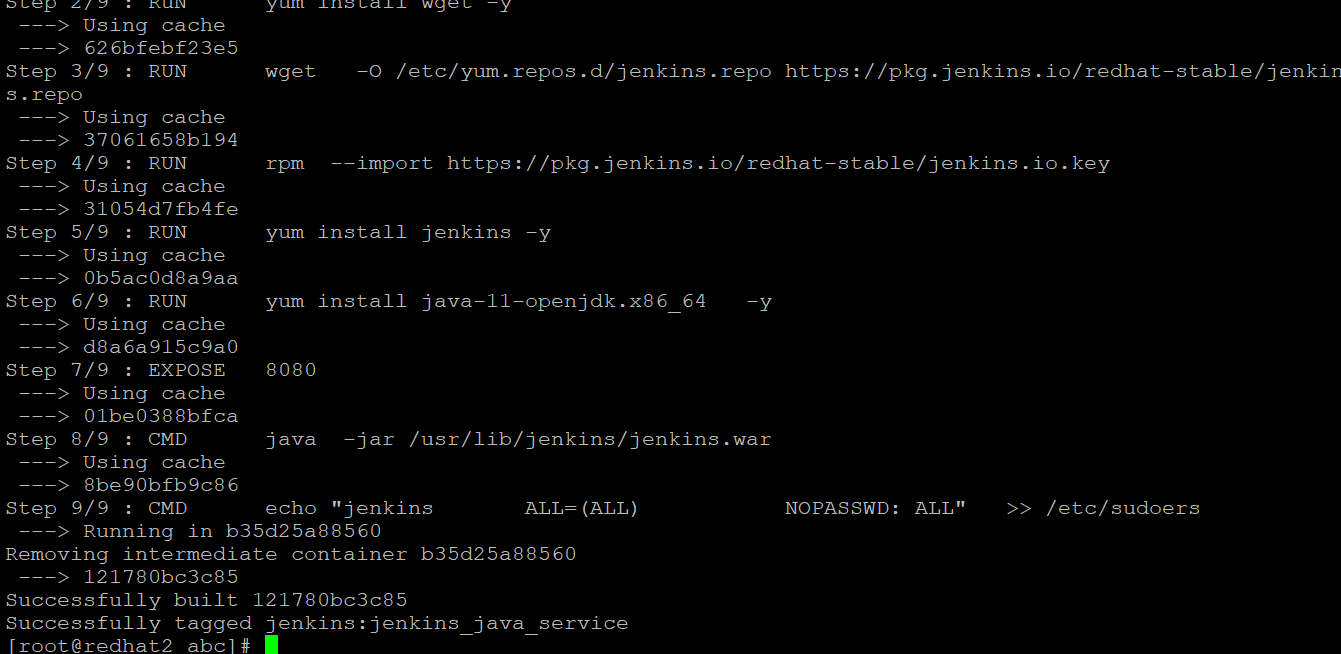 Step 2/9 : RUN      yum install wget -y
 ---> Using cache
 ---> 626bfebf23e5
Step 3/9 : RUN      wget   -O /etc/yum.repos.d/jenkins.repo https://pkg.jenkins.io/redhat-stable/jenkin
s.repo
 ---> Using cache
 ---> 37061658b194
Step 4/9 : RUN      rpm  --import https://pkg.jenkins.io/redhat-stable/jenkins.io.key
 ---> Using cache
 ---> 31054d7fb4fe
Step 5/9 : RUN      yum install jenkins -y
 ---> Using cache
 ---> 0b5ac0d8a9aa
Step 6/9 : RUN      yum install java-11-openjdk.x86_64   -y
 ---> Using cache
 ---> d8a6a915c9a0
Step 7/9 : EXPOSE   8080
 ---> Using cache
 ---> 01be0388bfca
Step 8/9 : CMD      java  -jar /usr/lib/jenkins/jenkins.war
 ---> Using cache
 ---> 8be90bfb9c86
Step 9/9 : CMD      echo "jenkins       ALL=(ALL)           NOPASSWD: ALL"   >> /etc/sudoers
 ---> Running in b35d25a88560
Removing intermediate container b35d25a88560
 ---> 121780bc3c85
Successfully built 121780bc3c85
Successfully tagged jenkins:jenkins_java_service
[root@redhat2 abc]#